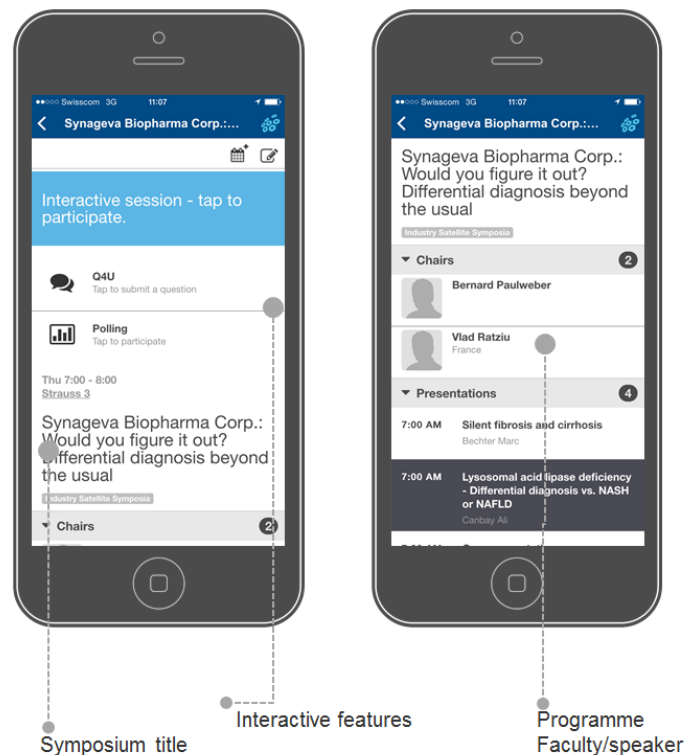 Swisscom 3G 11:07
Synageva Biopharma Corp.:...
Interactive session - tap to
participate.
Q4U
Tap to submit a question
Polling
Tap to participate
Thu 7:00 - 8:00
Strauss 3
Synageva Biopharma Corp.:
Would you figure it out?
Differential diagnosis beyond
the usual
Industry Satellite Symposia
Chairs 2
Swisscom 3G 11:07
Synageva Biopharma Corp.:...
Synageva Biopharma Corp.:
Would you figure it out?
Differential diagnosis beyond
the usual
Industry Satellite Symposia
Chairs 2
Bernard Paulweber
Vlad Ratziu
France
Presentations 4
7:00 AM Silent fibrosis and cirrhosis
Bechter Marc
7:00 AM Lysosomal acid lipase deficiency
- Differential diagnosis vs. NASH
or NAFLD
Canbay Ali
Symposium title
Interactive features
Programme
Faculty/speaker